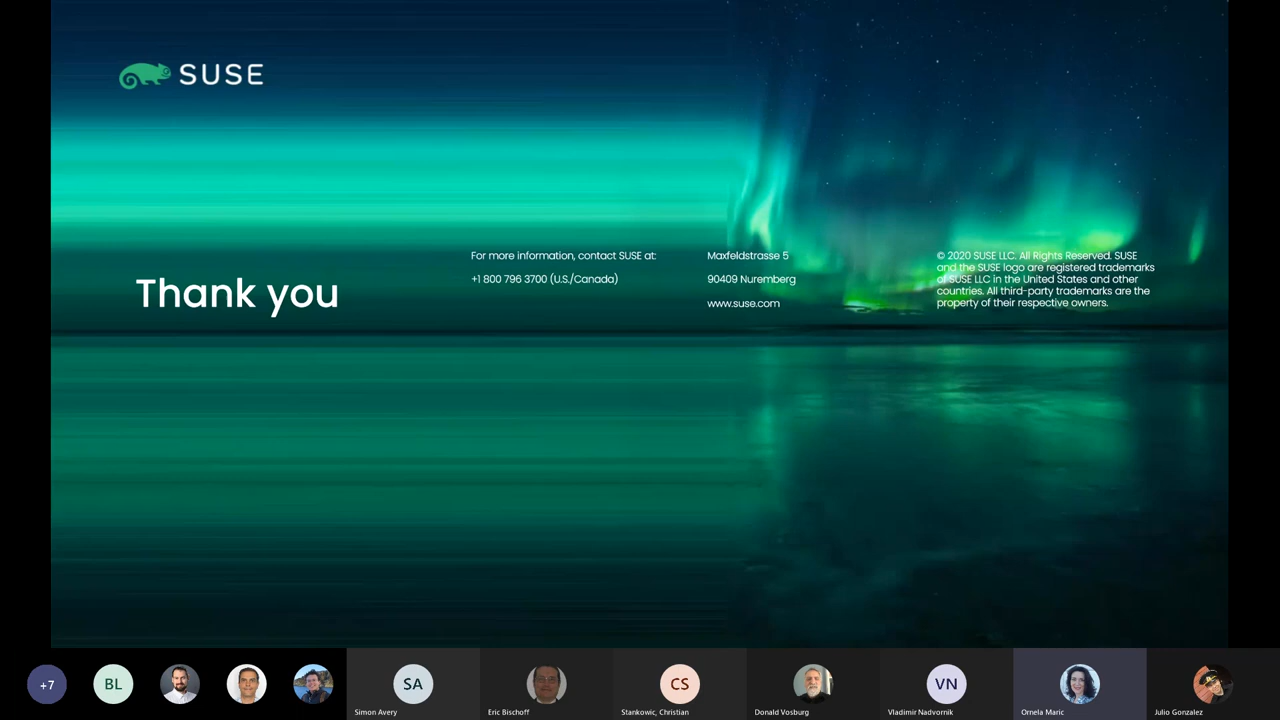 SUSE
Thank you
For more information, contact SUSE at:
+1 800 796 3700 (U.S./Canada)
Maxfeldstrasse 5
90409 Nuremberg
www.suse.com
© 2020 SUSE LLC. All Rights Reserved. SUSE
and the SUSE logo are registered trademarks
of SUSE LLC in the United States and other
countries. All third-party trademarks are the
property of their respective owners.
+7
BL
SA
Simon Avery
Eric Bischoff
CS
Stankowic, Christian
Donald Vosburg
VN
Vladimir Nadvornik
Ornela Maric
Julio Gonzalez